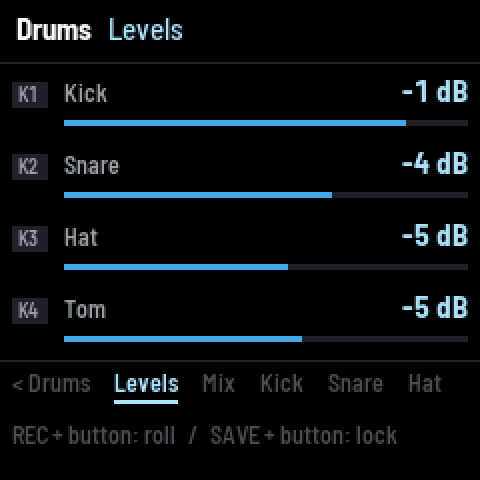 Drums Levels
K1 Kick -1 dB
K2 Snare -4 dB
K3 Hat -5 dB
K4 Tom -5 dB
< Drums Levels Mix Kick Snare Hat
REC + button: roll / SAVE + button: lock